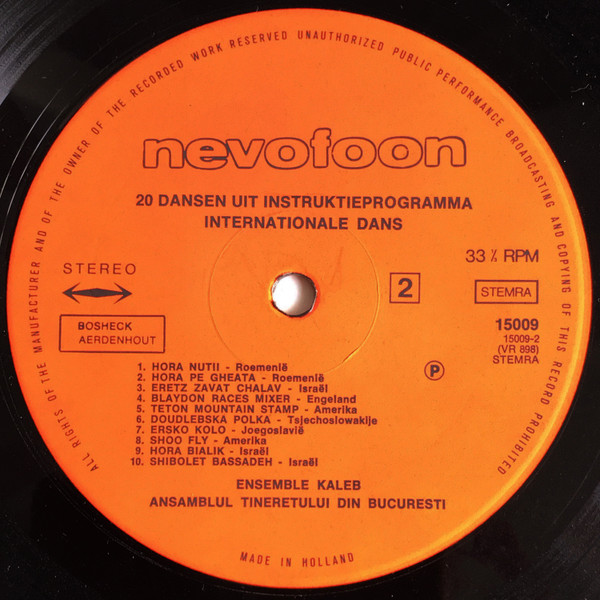 ALL RIGHTS OF THE MANUFACTURER AND OF THE OWNER OF THE RECORDED WORK RESERVED UNAUTHORIZED PUBLIC PERFORMANCE BROADCASTING AND COPYING OF THIS RECORD PROHIBITED
nevofoon
20 DANSEN UIT INSTRUKTIEPROGRAMMA
INTERNATIONALE DANS
STEREO
33 ⅓ RPM
2
STEMRA
BOSHECK
AERDENHOUT
15009
15009-2
(VR 898)
STEMRA
℗
1. HORA NUTII - Roemenië
2. HORA PE GHEATA - Roemenië
3. ERETZ ZAVAT CHALAV - Israël
4. BLAYDON RACES MIXER - Engeland
5. TETON MOUNTAIN STAMP - Amerika
6. DOUDLEBSKA POLKA - Tsjechoslowakije
7. ERSKO KOLO - Joegoslavië
8. SHOO FLY - Amerika
9. HORA BIALIK - Israël
10. SHIBOLET BASSADEH - Israël
ENSEMBLE KALEB
ANSAMBLUL TINERETULUI DIN BUCURESTI
MADE IN HOLLAND